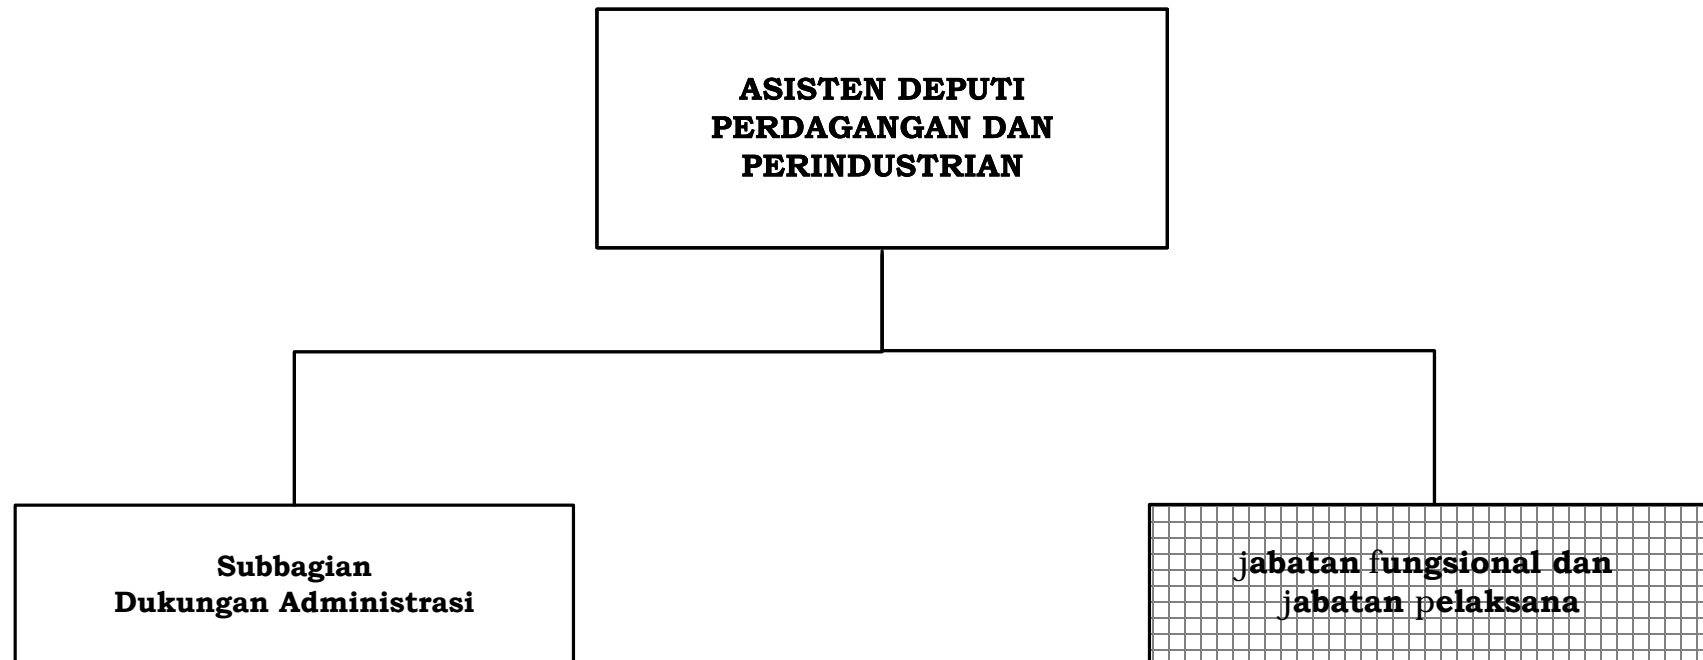 ASISTEN DEPUTI
PERDAGANGAN DAN
PERINDUSTRIAN
Subbagian
Dukungan Administrasi
jabatan fungsional dan
jabatan pelaksana